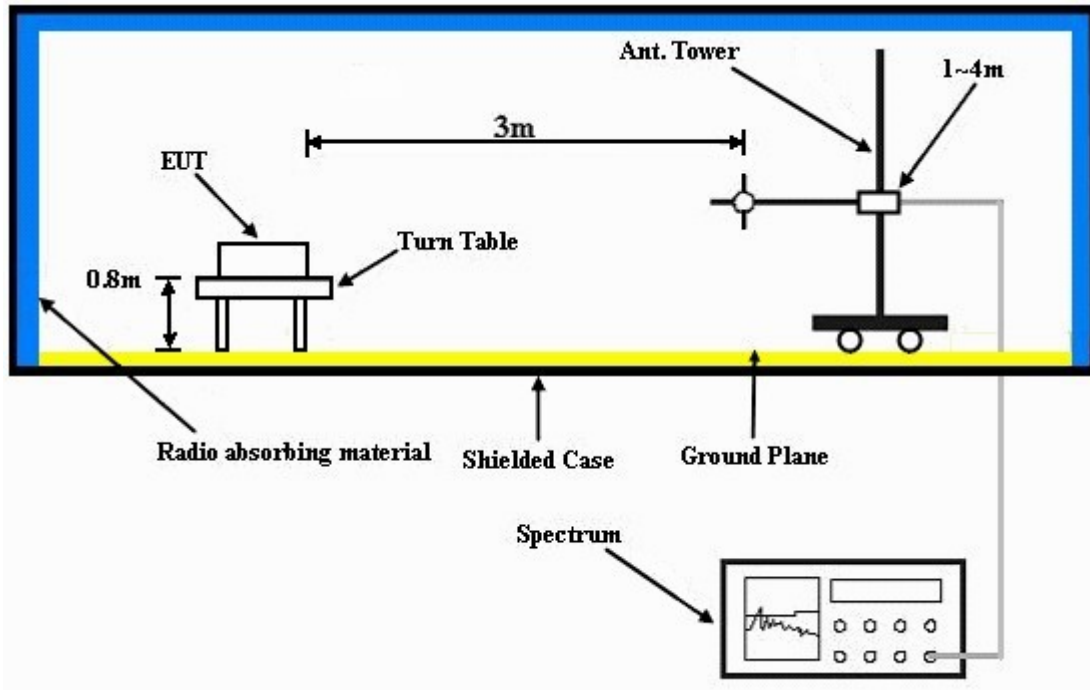 Ant. Tower
1~4m
3m
EUT
Turn Table
0.8m
Radio absorbing material
Shielded Case
Ground Plane
Spectrum